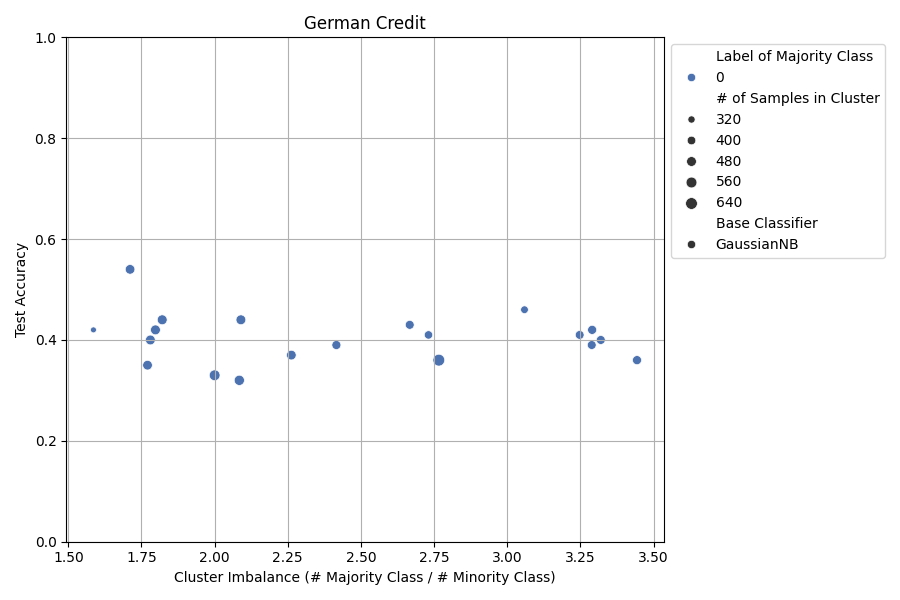 German Credit
1.0
0.8
0.6
0.4
0.2
0.0
Test Accuracy
1.50 1.75 2.00 2.25 2.50 2.75 3.00 3.25 3.50
Cluster Imbalance (# Majority Class / # Minority Class)
Label of Majority Class
0
# of Samples in Cluster
320
400
480
560
640
Base Classifier
GaussianNB